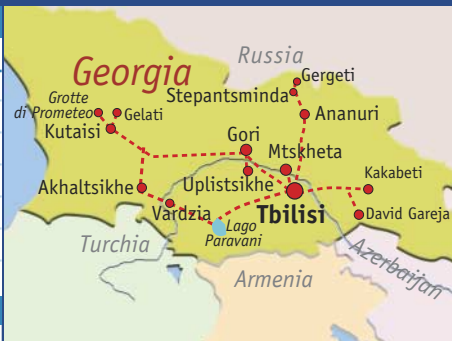 Russia
Georgia
Gergeti
Stepantsminda
Grotte
di Prometeo
Gelati
Ananuri
Kutaisi
Gori
Mtskheta
Kakabeti
Akhaltsikhe
Uplistsikhe
Vardzia
Tbilisi
David Gareja
Lago
Paravani
Turchia
Azerbaijan
Armenia